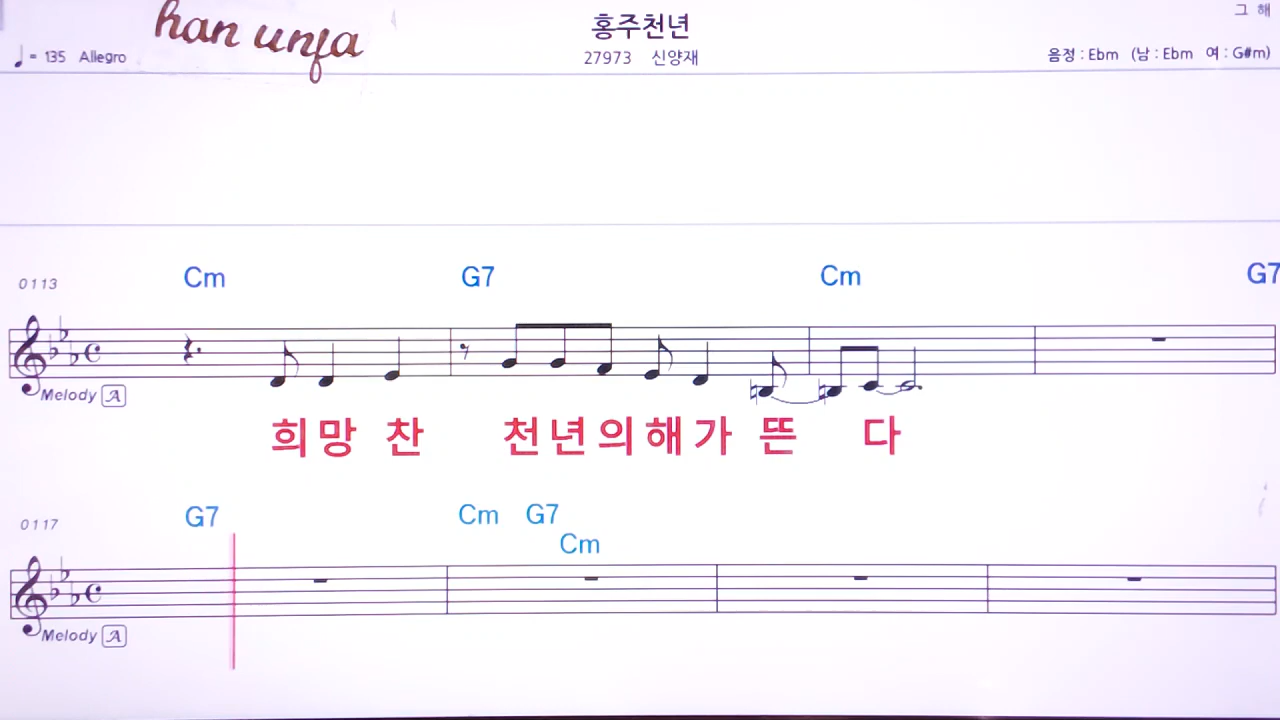 그 해
han unja
홍주천년
♩= 135 Allegro
27973 신양재
음정 : Ebm (남 : Ebm 여 : G#m)
Cm G7 Cm G7
0113
Melody A
희망 찬 천년의해가 뜬 다
G7 Cm G7
Cm
0117
Melody A